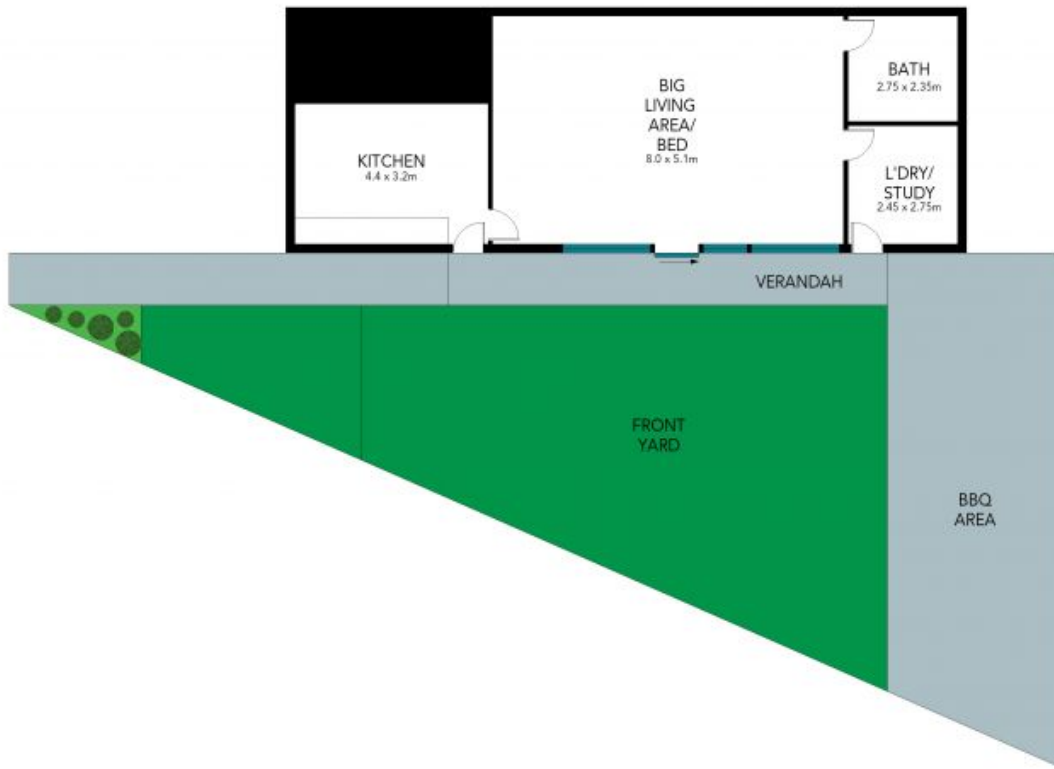 BIG
LIVING
AREA/
BED
8.0 x 5.1m
BATH
2.75 x 2.35m
KITCHEN
4.4 x 3.2m
L'DRY/
STUDY
2.45 x 2.75m
VERANDAH
FRONT
YARD
BBQ
AREA